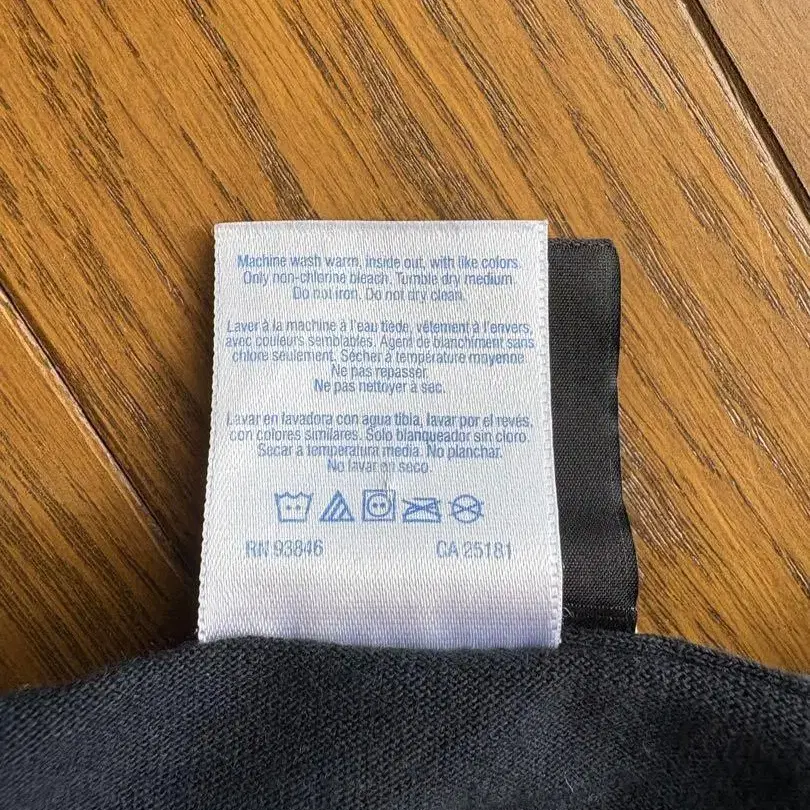 Machine wash warm, inside out, with like colors.
Only non-chlorine bleach. Tumble dry medium.
Do not iron. Do not dry clean.
Laver à la machine à l'eau tiède, vêtement à l'envers,
avec couleurs semblables. Agent de blanchiment sans
chlore seulement. Sécher à température moyenne.
Ne pas repasser.
Ne pas nettoyer à sec.
Lavar en lavadora con agua tibia, lavar por el revés,
con colores similares. Solo blanqueador sin cloro.
Secar a temperatura media. No planchar.
No lavar en seco.
RN 93846 CA 25181